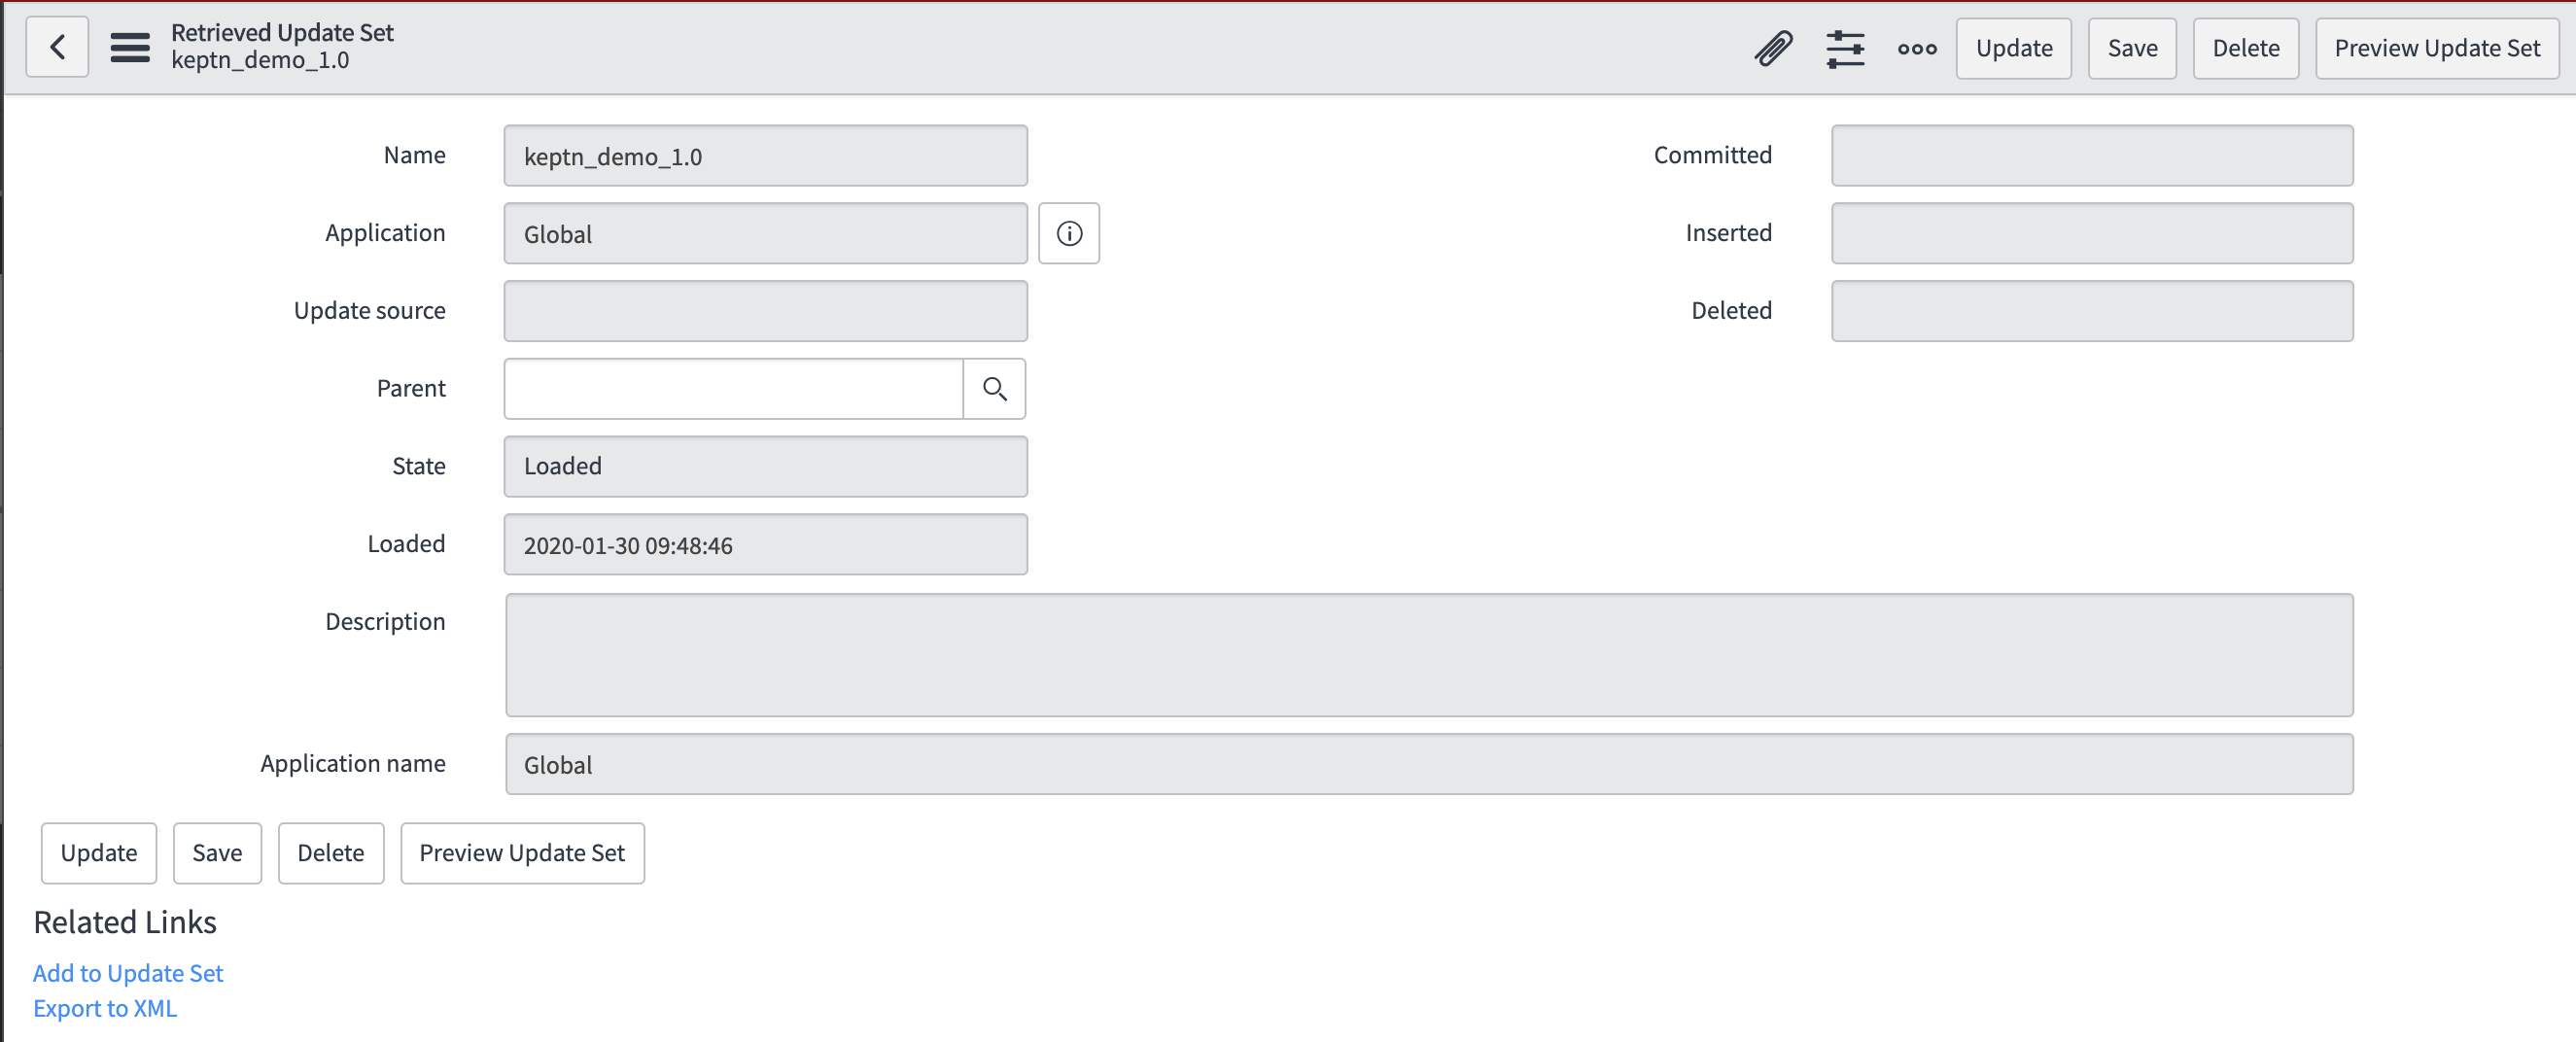 Retrieved Update Set
keptn_demo_1.0
Update
Save
Delete
Preview Update Set
Name
keptn_demo_1.0
Committed
Application
Global
Inserted
Update source
Deleted
Parent
State
Loaded
Loaded
2020-01-30 09:48:46
Description
Application name
Global
Update
Save
Delete
Preview Update Set
Related Links
Add to Update Set
Export to XML